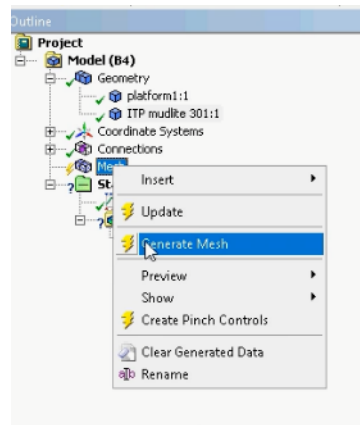 Outline
Project
Model (B4)
Geometry
platform1:1
ITP mudlite 301:1
Coordinate Systems
Connections
Mesh
Insert
Update
Generate Mesh
Preview
Show
Create Pinch Controls
Clear Generated Data
Rename